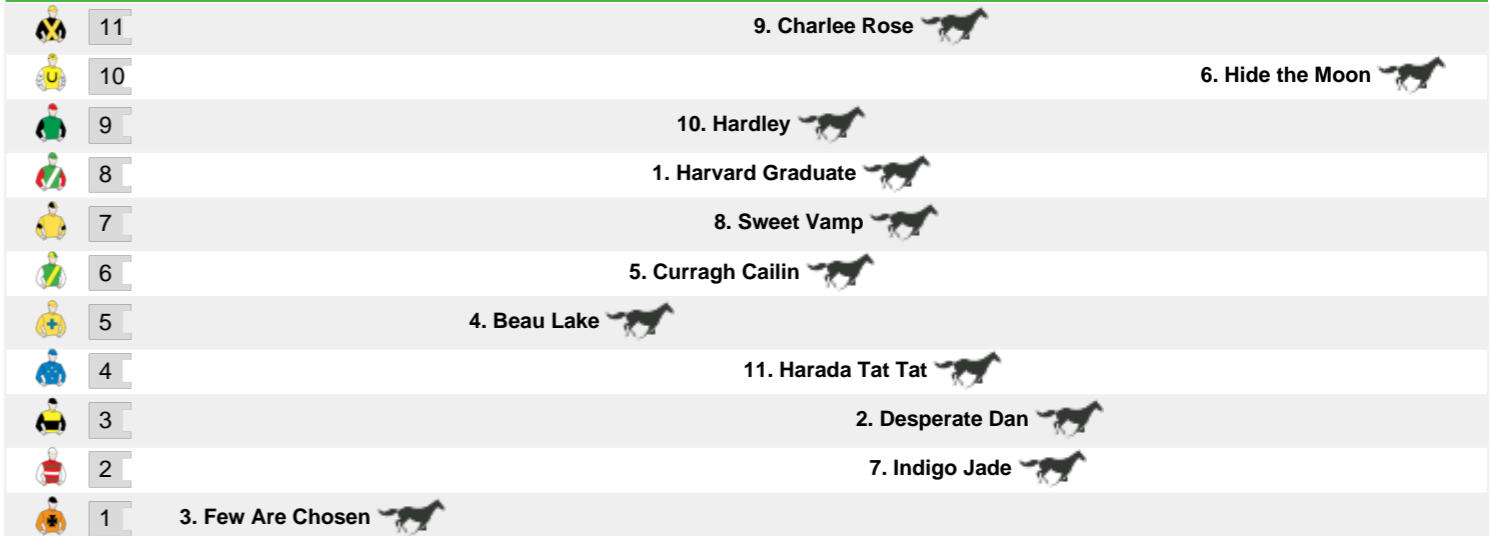 11 9. Charlee Rose
10 U 6. Hide the Moon
9 10. Hardley
8 1. Harvard Graduate
7 8. Sweet Vamp
6 5. Curragh Cailin
5 4. Beau Lake
4 11. Harada Tat Tat
3 2. Desperate Dan
2 7. Indigo Jade
1 3. Few Are Chosen